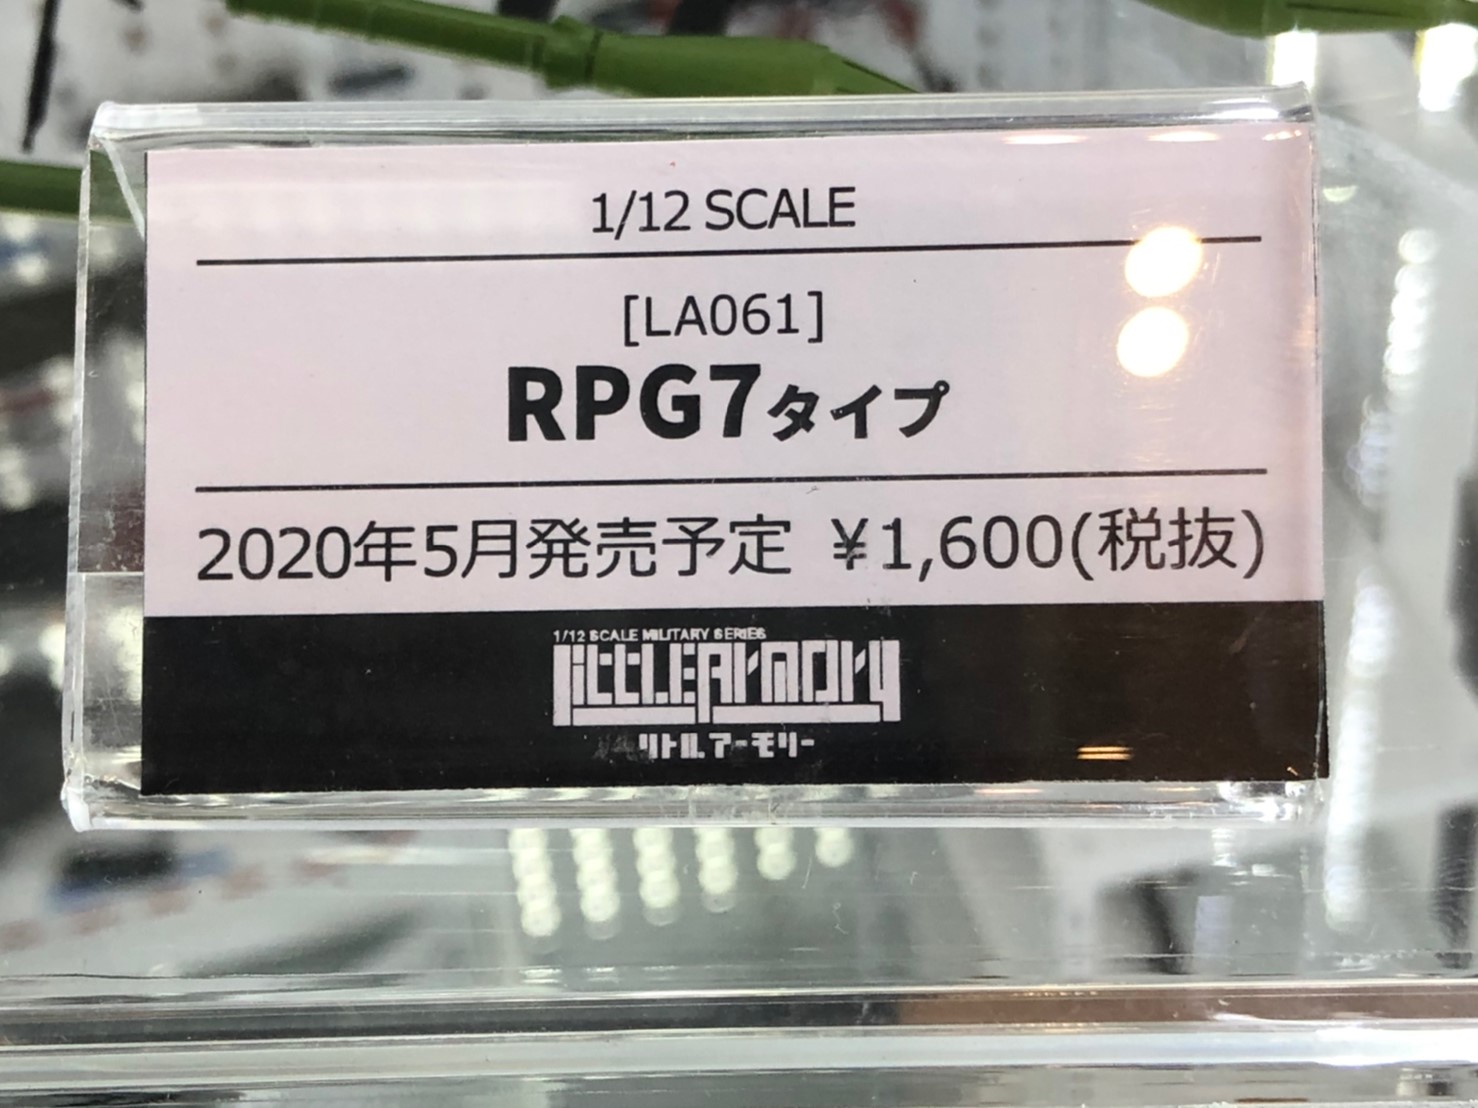 1/12 SCALE
[LA061]
RPG7タイプ
2020年5月発売予定 ¥1,600(税抜)
1/12 SCALE MILITARY SERIES
LITTLEARMORY
リトルアーモリー